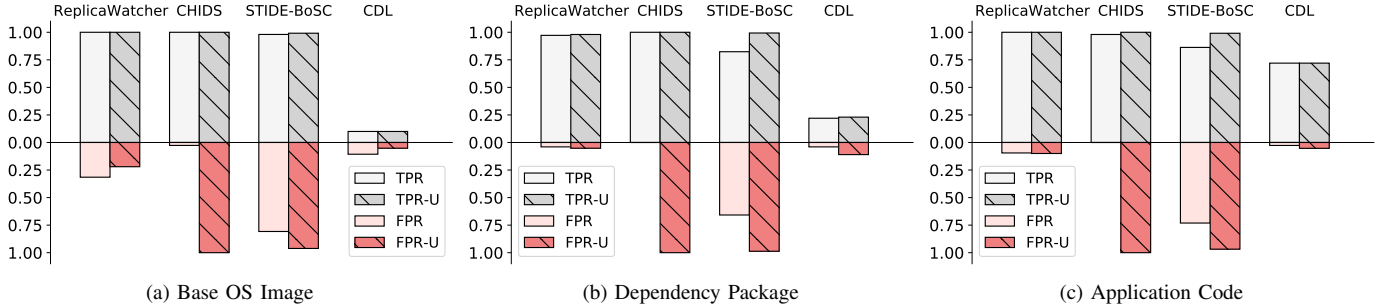 ReplicaWatcher CHIDS STIDE-BoSC CDL
1.00
0.75
0.50
0.25
0.00
0.25
0.50
0.75
1.00
TPR
TPR-U
FPR
FPR-U
(a) Base OS Image
ReplicaWatcher CHIDS STIDE-BoSC CDL
1.00
0.75
0.50
0.25
0.00
0.25
0.50
0.75
1.00
TPR
TPR-U
FPR
FPR-U
(b) Dependency Package
ReplicaWatcher CHIDS STIDE-BoSC CDL
1.00
0.75
0.50
0.25
0.00
0.25
0.50
0.75
1.00
TPR
TPR-U
FPR
FPR-U
(c) Application Code